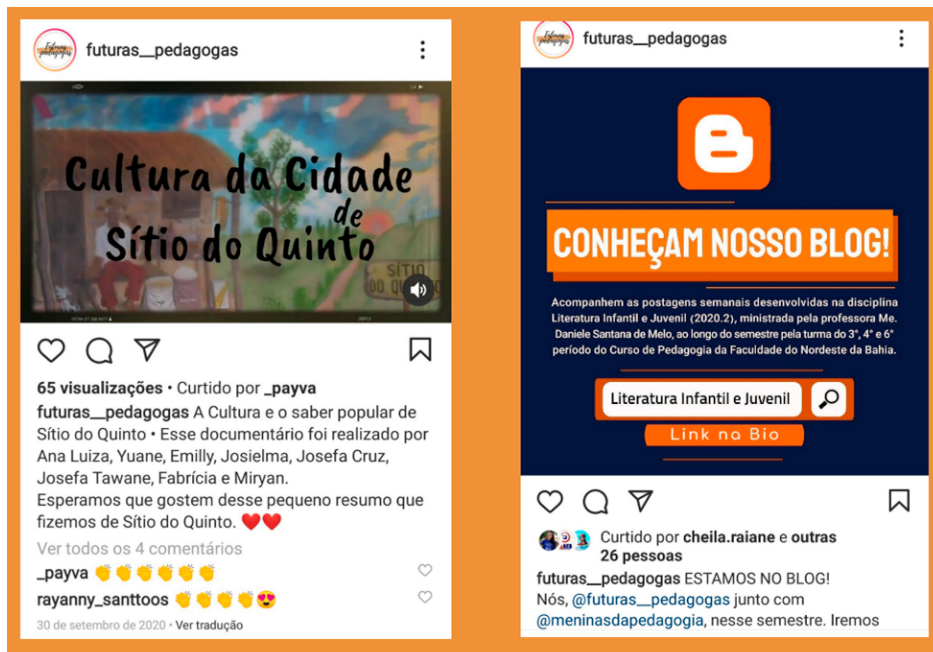 futuras__pedagogas
Cultura da Cidade
de
Sítio do Quinto
SÍTIO
65 visualizações • Curtido por _payva
futuras__pedagogas A Cultura e o saber popular de
Sítio do Quinto • Esse documentário foi realizado por
Ana Luiza, Yuane, Emilly, Josielma, Josefa Cruz,
Josefa Tawane, Fabrícia e Miryan.
Esperamos que gostem desse pequeno resumo que
fizemos de Sítio do Quinto. ❤️❤️
Ver todos os 4 comentários
_payva 👏👏👏👏👏👏
rayanny_santtoos 👏👏👏👏😍
30 de setembro de 2020 • Ver tradução
futuras__pedagogas
CONHEÇAM NOSSO BLOG!
Acompanhem as postagens semanais desenvolvidas na disciplina
Literatura Infantil e Juvenil (2020.2), ministrada pela professora Me.
Daniele Santana de Melo, ao longo do semestre pela turma do 3°, 4° e 6°
período do Curso de Pedagogia da Faculdade do Nordeste da Bahia.
Literatura Infantil e Juvenil
Link na Bio
Curtido por cheila.raiane e outras
26 pessoas
futuras__pedagogas ESTAMOS NO BLOG!
Nós, @futuras__pedagogas junto com
@meninasdapedagogia, nesse semestre. Iremos